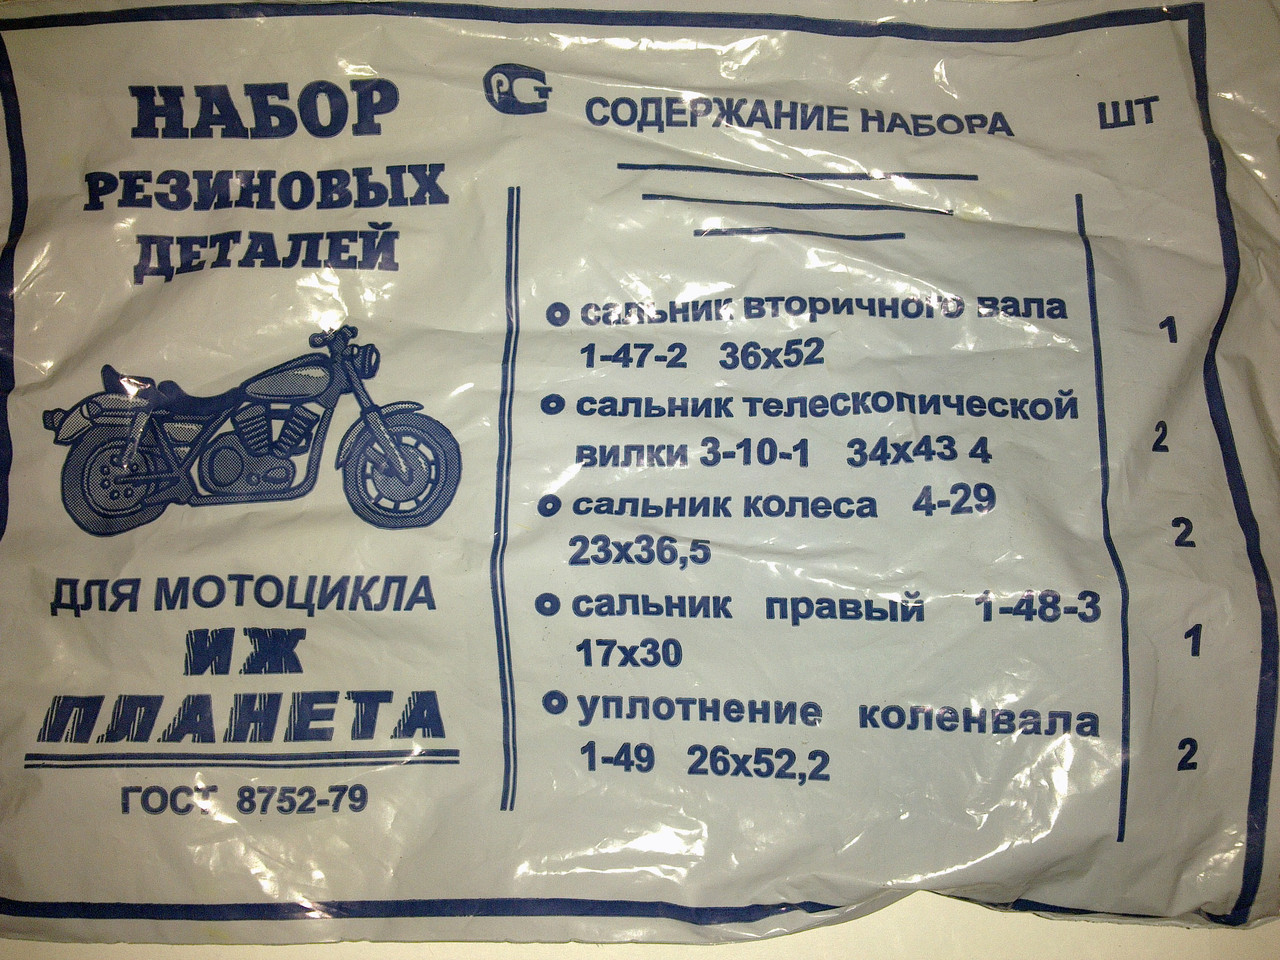 НАБОР
РЕЗИНОВЫХ
ДЕТАЛЕЙ
ДЛЯ МОТОЦИКЛА
ИЖ
ПЛАНЕТА
ГОСТ 8752-79
РСТ
СОДЕРЖАНИЕ НАБОРА ШТ
сальник вторичного вала
1-47-2 36х52 1
сальник телескопической
вилки 3-10-1 34х43 4 2
сальник колеса 4-29
23х36,5 2
сальник правый 1-48-3
17х30 1
уплотнение коленвала
1-49 26х52,2 2